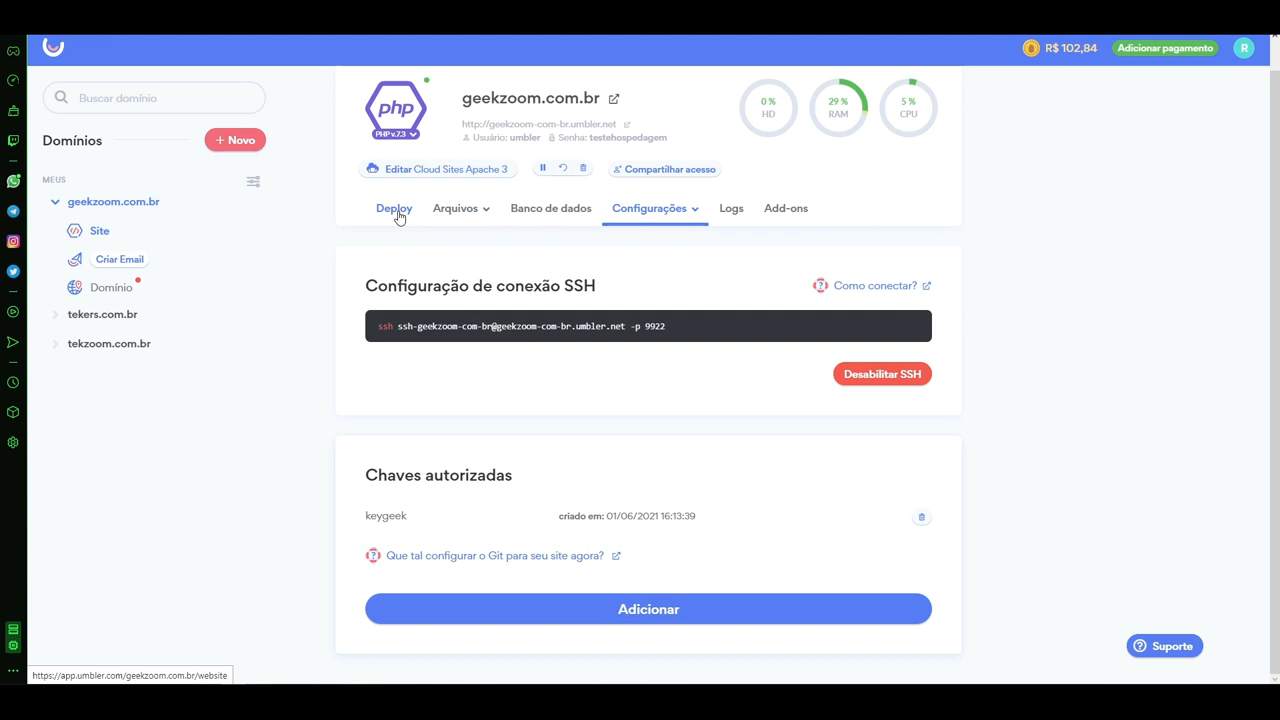 R$ 102,84
Adicionar pagamento
R
Buscar domínio
Domínios
+ Novo
MEUS
geekzoom.com.br
Site
Criar Email
Domínio
tekers.com.br
tekzoom.com.br
php
PHP v.7.3
geekzoom.com.br
http://geekzoom-com-br.umbler.net
Usuário: umbler Senha: testehospedagem
0 %
HD
29 %
RAM
5 %
CPU
Editar Cloud Sites Apache 3
Compartilhar acesso
Deploy Arquivos Banco de dados Configurações Logs Add-ons
Configuração de conexão SSH
Como conectar?
ssh ssh-geekzoom-com-br@geekzoom-com-br.umbler.net -p 9922
Desabilitar SSH
Chaves autorizadas
keygeek criado em: 01/06/2021 16:13:39
Que tal configurar o Git para seu site agora?
Adicionar
Suporte
https://app.umbler.com/geekzoom.com.br/website